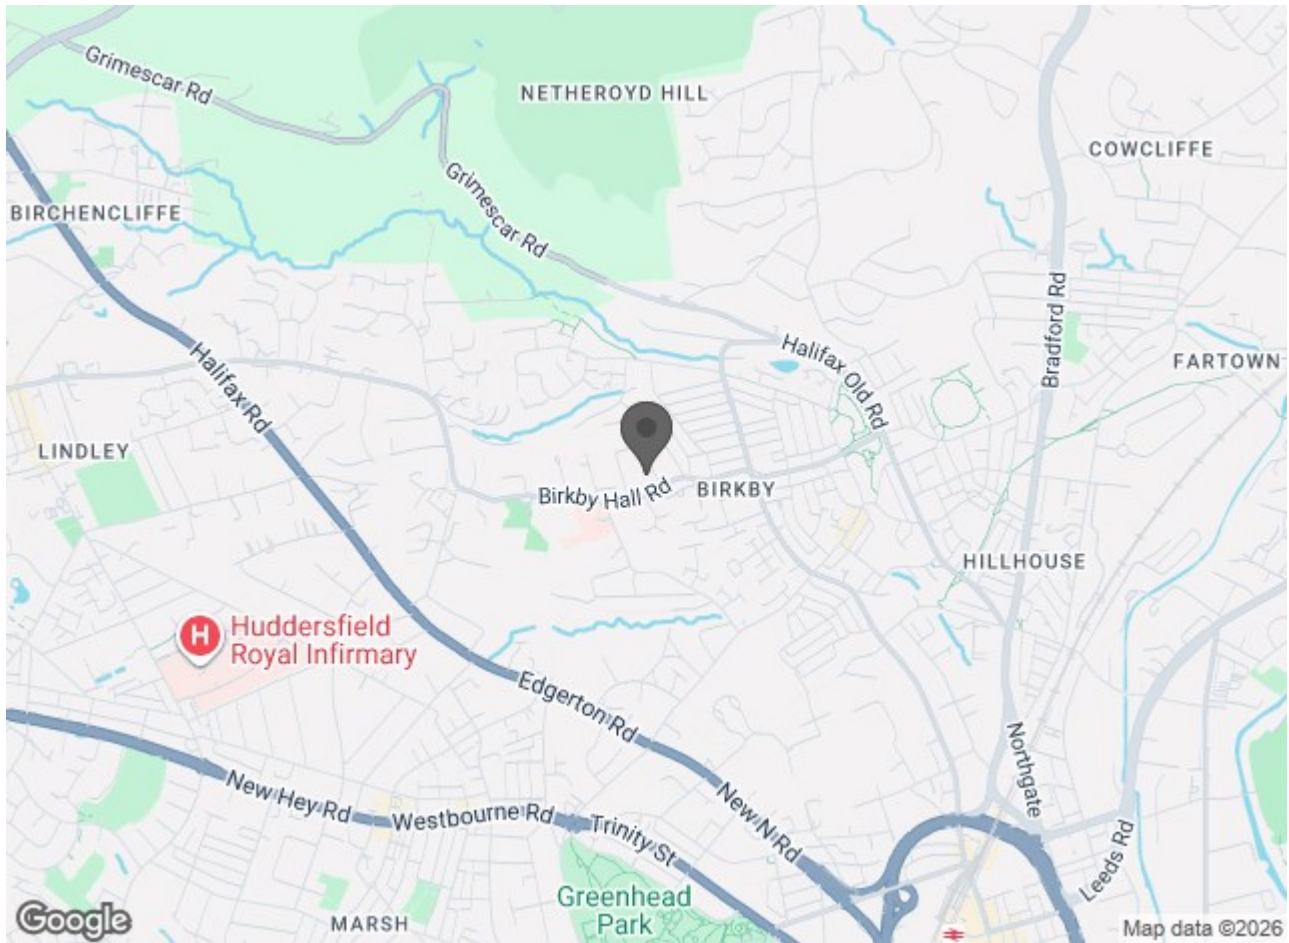 Grimescar Rd
NETHEROYD HILL
COWCLIFFE
Grimescar Rd
BIRCHENCLIFFE
Bradford Rd
Halifax Old Rd
FARTOWN
Halifax Rd
LINDLEY
Birkby Hall Rd
BIRKBY
HILLHOUSE
H
Huddersfield
Royal Infirmary
Edgerton Rd
Northgate
New Hey Rd
Westbourne Rd
Trinity St
New N Rd
Leeds Rd
Greenhead
Park
MARSH
Google
Map data ©2026